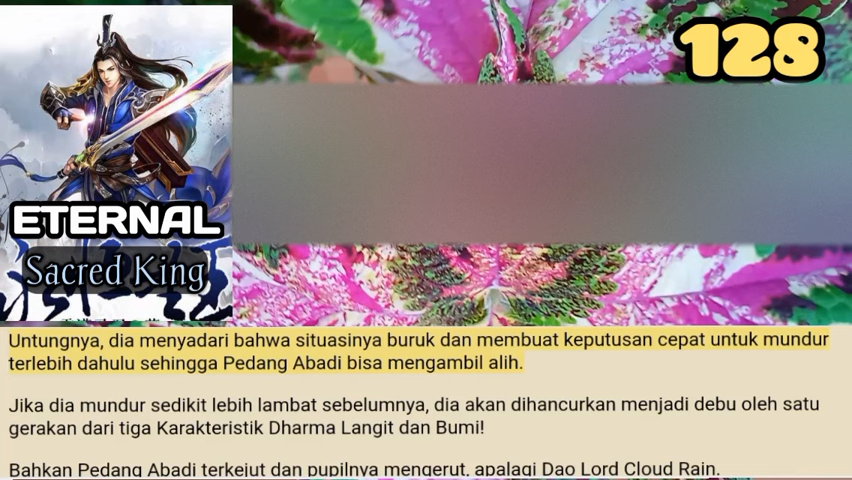 128
ETERNAL
Sacred King
Untungnya, dia menyadari bahwa situasinya buruk dan membuat keputusan cepat untuk mundur
terlebih dahulu sehingga Pedang Abadi bisa mengambil alih.
Jika dia mundur sedikit lebih lambat sebelumnya, dia akan dihancurkan menjadi debu oleh satu
gerakan dari tiga Karakteristik Dharma Langit dan Bumi!
Bahkan Pedang Abadi terkejut dan pupilnya mengerut, apalagi Dao Lord Cloud Rain.